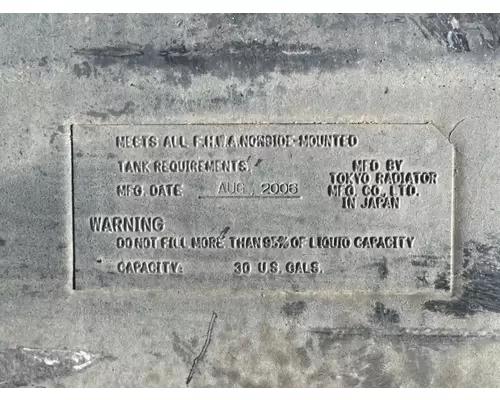 MEETS ALL F.H.W.A. NONSIDE-MOUNTED
TANK REQUIREMENTS.
MFG. DATE AUG, 2006
MFD BY
TOKYO RADIATOR
MFG CO., LTD.
IN JAPAN
WARNING
DO NOT FILL MORE THAN 95% OF LIQUID CAPACITY
CAPACITY: 30 U.S. GALS.